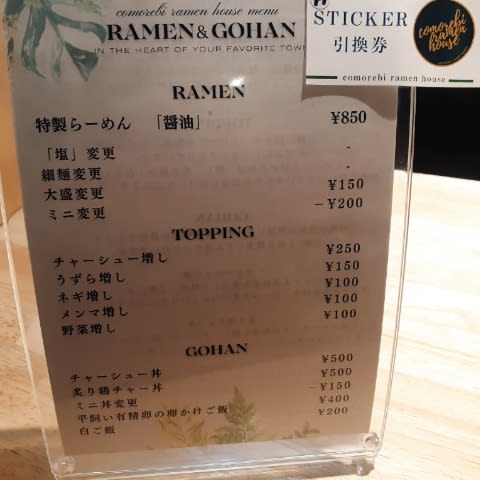 comorebi ramen house menu
RAMEN & GOHAN
IN THE HEART OF YOUR FAVORITE TOWN
STICKER
引換券
comorebi ramen house
comorebi
ramen
house
RAMEN
特製らーめん 「醤油」 ¥850
「塩」変更 -
細麺変更 -
大盛変更 ¥150
ミニ変更 -¥200
TOPPING
チャーシュー増し ¥250
うずら増し ¥150
ネギ増し ¥100
メンマ増し ¥100
野菜増し ¥100
GOHAN
チャーシュー丼 ¥500
炙り鶏チャー丼 ¥500
ミニ丼変更 -¥150
平飼い有精卵の卵かけご飯 ¥400
白ご飯 ¥200